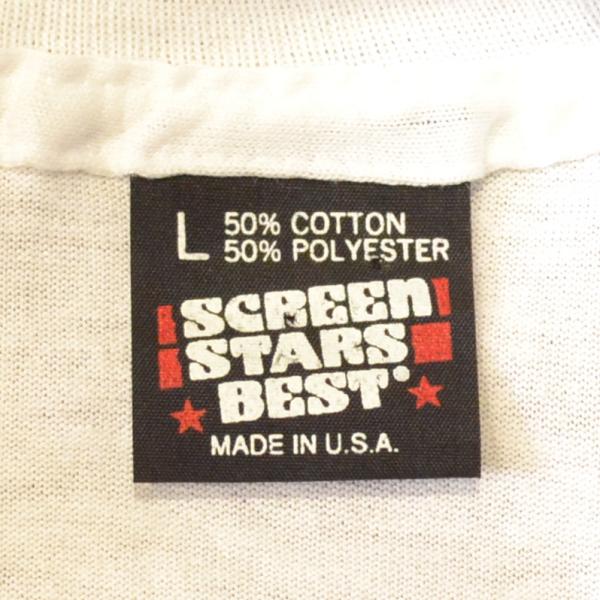 L 50% COTTON
50% POLYESTER
SCREEN
STARS
BEST
MADE IN U.S.A.